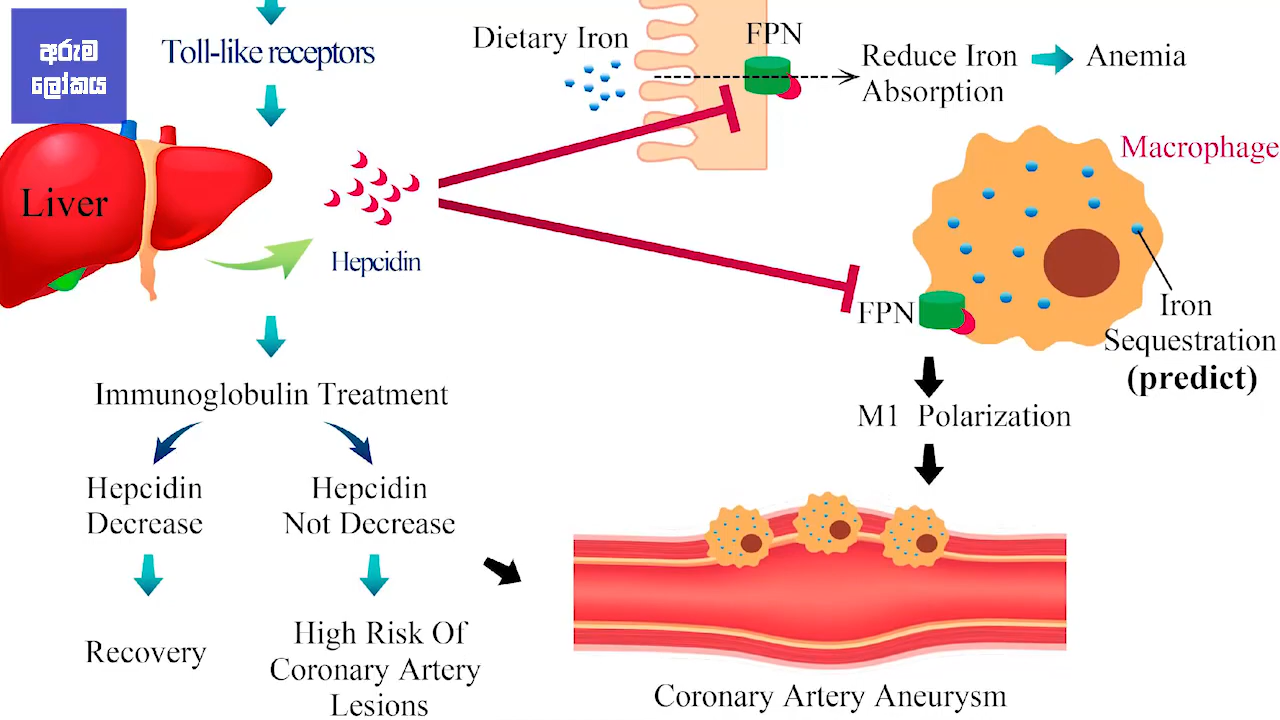 අරුම
ලෝකය
Toll-like receptors
Dietary Iron
FPN
Reduce Iron
Absorption
Anemia
Macrophage
Liver
Hepcidin
FPN
Iron
Sequestration
(predict)
Immunoglobulin Treatment
M1 Polarization
Hepcidin
Decrease
Hepcidin
Not Decrease
Recovery
High Risk Of
Coronary Artery
Lesions
Coronary Artery Aneurysm